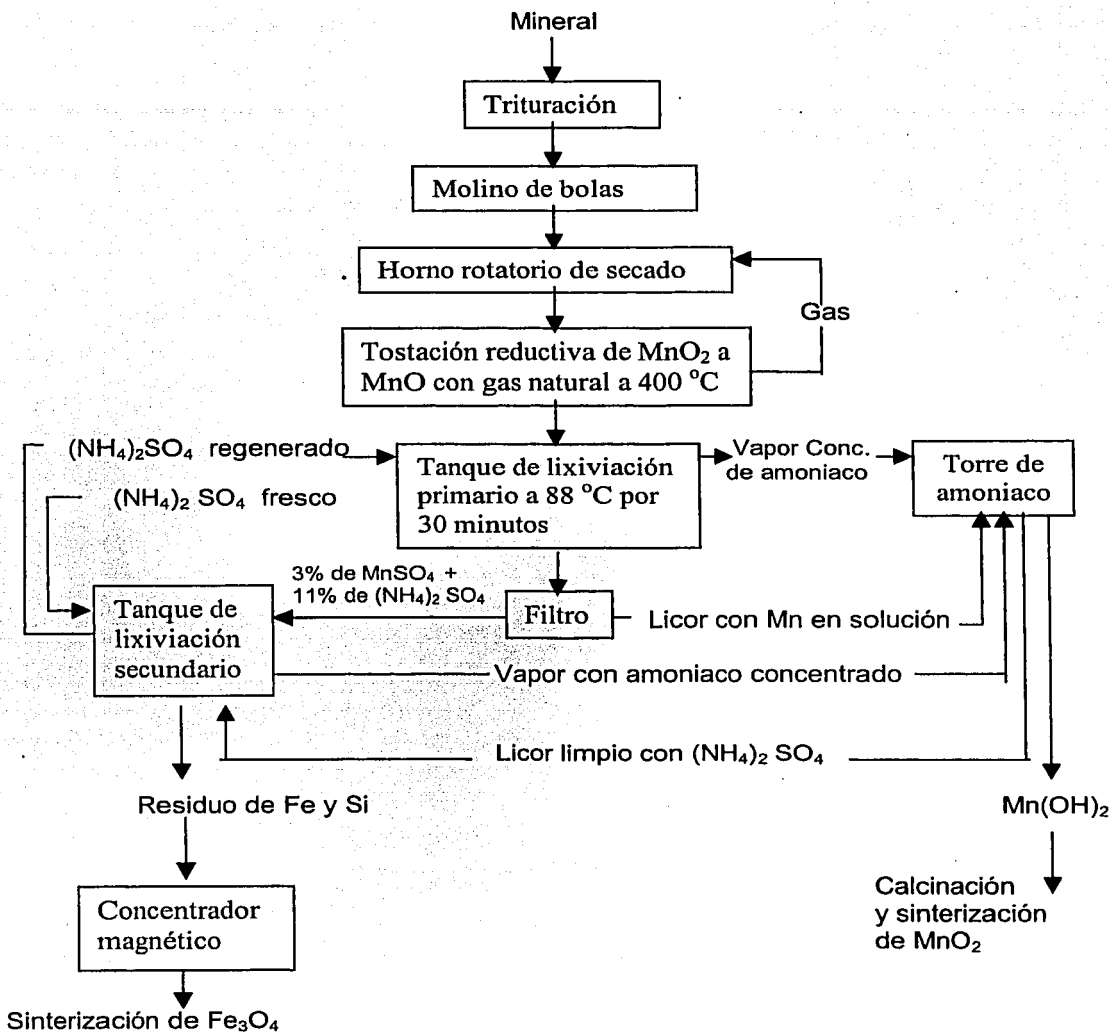 Mineral
Trituración
Molino de bolas
Horno rotatorio de secado
Gas
Tostación reductiva de MnO₂ a
MnO con gas natural a 400 °C
(NH₄)₂SO₄ regenerado
(NH₄)₂ SO₄ fresco
Tanque de lixiviación
primario a 88 °C por
30 minutos
Vapor Conc.
de amoniaco
Torre de
amoniaco
3% de MnSO₄ +
11% de (NH₄)₂ SO₄
Filtro
Licor con Mn en solución
Tanque de
lixiviación
secundario
Vapor con amoniaco concentrado
Licor limpio con (NH₄)₂ SO₄
Residuo de Fe y Si
Mn(OH)₂
Concentrador
magnético
Calcinación
y sinterización
de MnO₂
Sinterización de Fe₃O₄